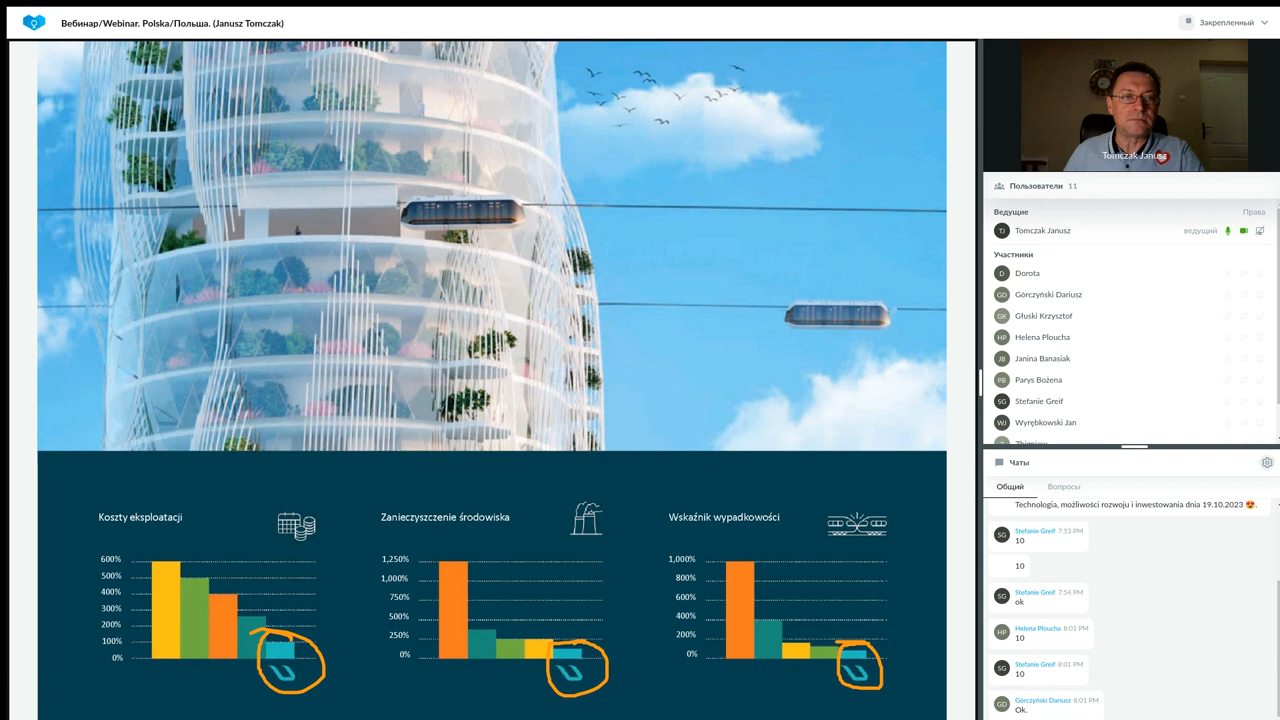 Вебинар/Webinar. Polska/Польша. (Janusz Tomczak)
Закрепленный
Tomczak Janusz
Пользователи 11
Ведущие Права
TJ Tomczak Janusz ведущий
Участники
D Dorota
GD Górczyński Dariusz
GK Głuski Krzysztof
HP Helena Ploucha
JB Janina Banasiak
PB Parys Bożena
SG Stefanie Greif
WJ Wyrębkowski Jan
Чаты
Общий Вопросы
Technologia, możliwości rozwoju i inwestowania dnia 19.10.2023 😍.
SG Stefanie Greif 7:53 PM
10
10
SG Stefanie Greif 7:54 PM
ok
HP Helena Ploucha 8:01 PM
10
SG Stefanie Greif 8:01 PM
10
GD Górczyński Dariusz 8:01 PM
Ok.
Koszty eksploatacji
600%
500%
400%
300%
200%
100%
0%
Zanieczyszczenie środowiska
1,250%
1,000%
750%
500%
250%
0%
Wskaźnik wypadkowości
1,000%
800%
600%
400%
200%
0%